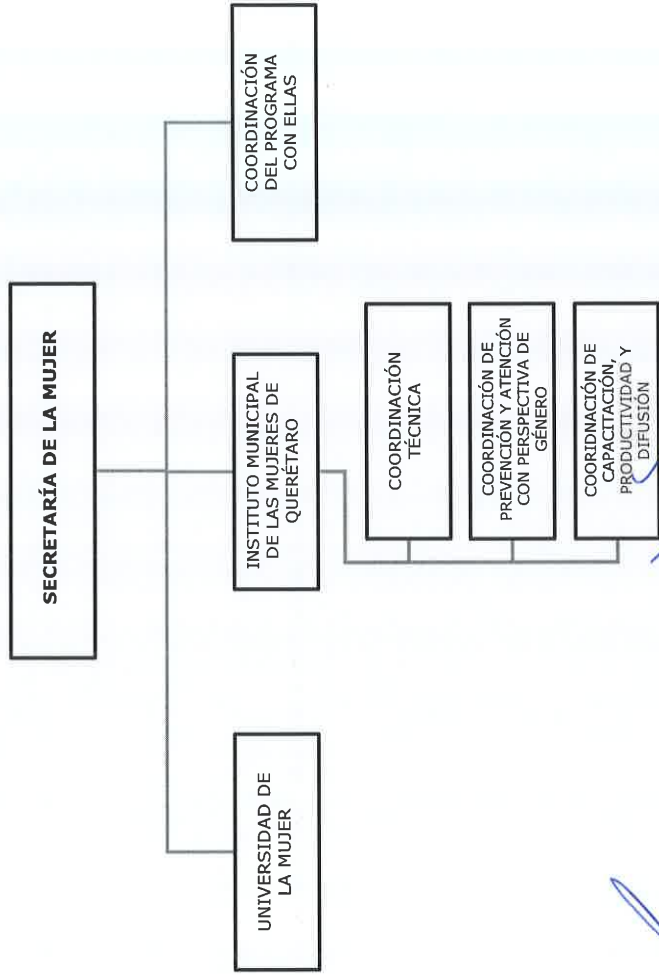 SECRETARÍA DE LA MUJER
UNIVERSIDAD DE
LA MUJER
INSTITUTO MUNICIPAL
DE LAS MUJERES DE
QUERÉTARO
COORDINACIÓN
TÉCNICA
COORDINACIÓN DE
PREVENCIÓN Y ATENCIÓN
CON PERSPECTIVA DE
GÉNERO
COORIDNACIÓN DE
CAPACITACIÓN,
PRODUCTIVIDAD Y
DIFUSIÓN
COORDINACIÓN
DEL PROGRAMA
CON ELLAS